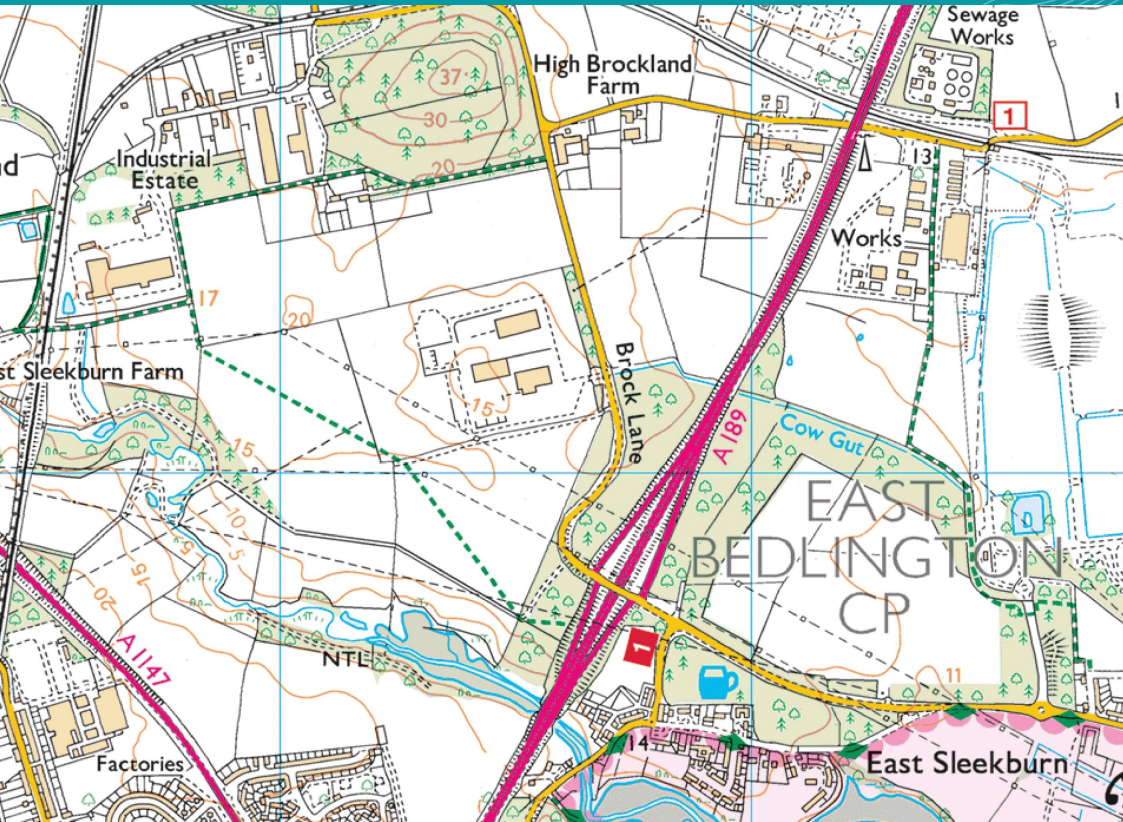 Sewage
Works
High Brockland
Farm
37
30
20
1
13
Industrial
Estate
Works
17
20
Brock Lane
st Sleekburn Farm
15
15
A189
Cow Gut
EAST
BEDLINGTON
CP
10
5
5
15
20
A1147
NTL
1
11
14
East Sleekburn
Factories